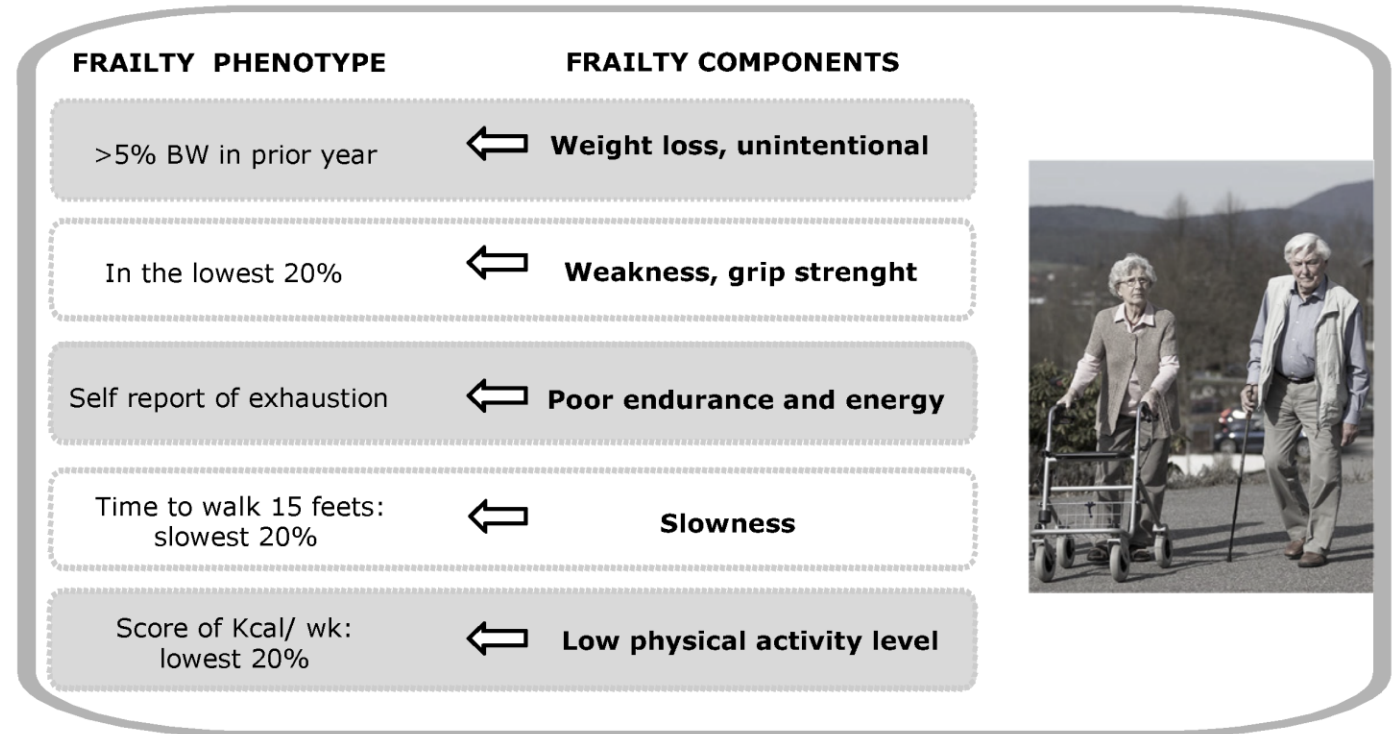 FRAILTY PHENOTYPE
FRAILTY COMPONENTS
>5% BW in prior year
Weight loss, unintentional
In the lowest 20%
Weakness, grip strenght
Self report of exhaustion
Poor endurance and energy
Time to walk 15 feets:
slowest 20%
Slowness
Score of Kcal/ wk:
lowest 20%
Low physical activity level